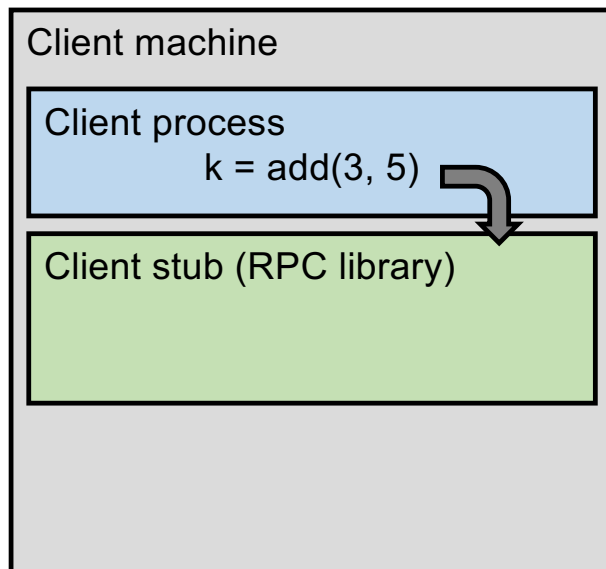 Client machine
Client process
k = add(3, 5)
Client stub (RPC library)